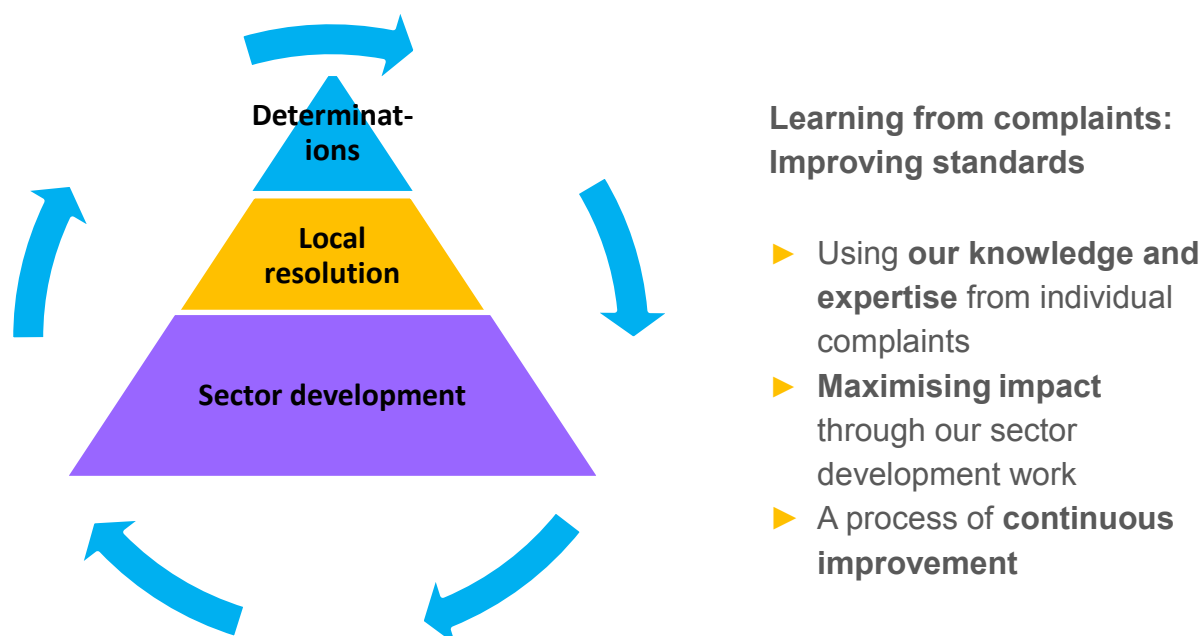 Determinat-
ions
Local
resolution
Sector development
Learning from complaints:
Improving standards
► Using our knowledge and
expertise from individual
complaints
► Maximising impact
through our sector
development work
► A process of continuous
improvement